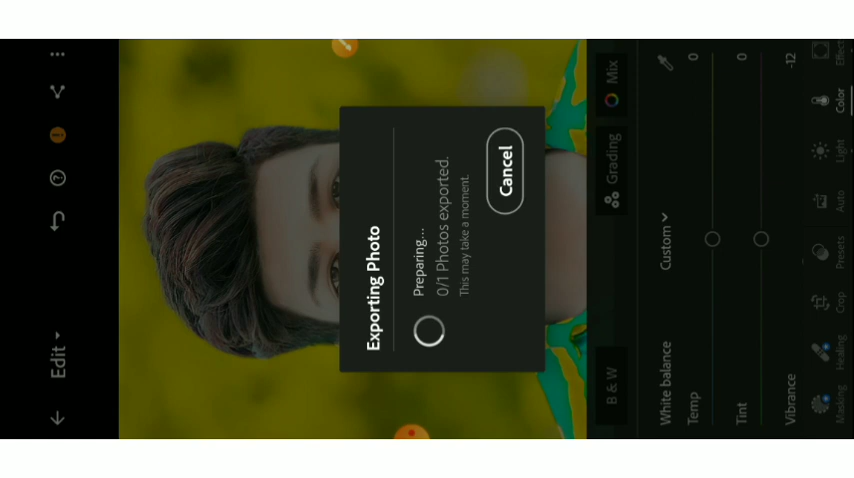 Edit
Exporting Photo
Preparing...
0/1 Photos exported.
This may take a moment.
Cancel
B & W
Grading
Mix
White balance
Custom
Temp
0
Tint
0
Vibrance
-12
Masking
Healing
Crop
Presets
Auto
Light
Color